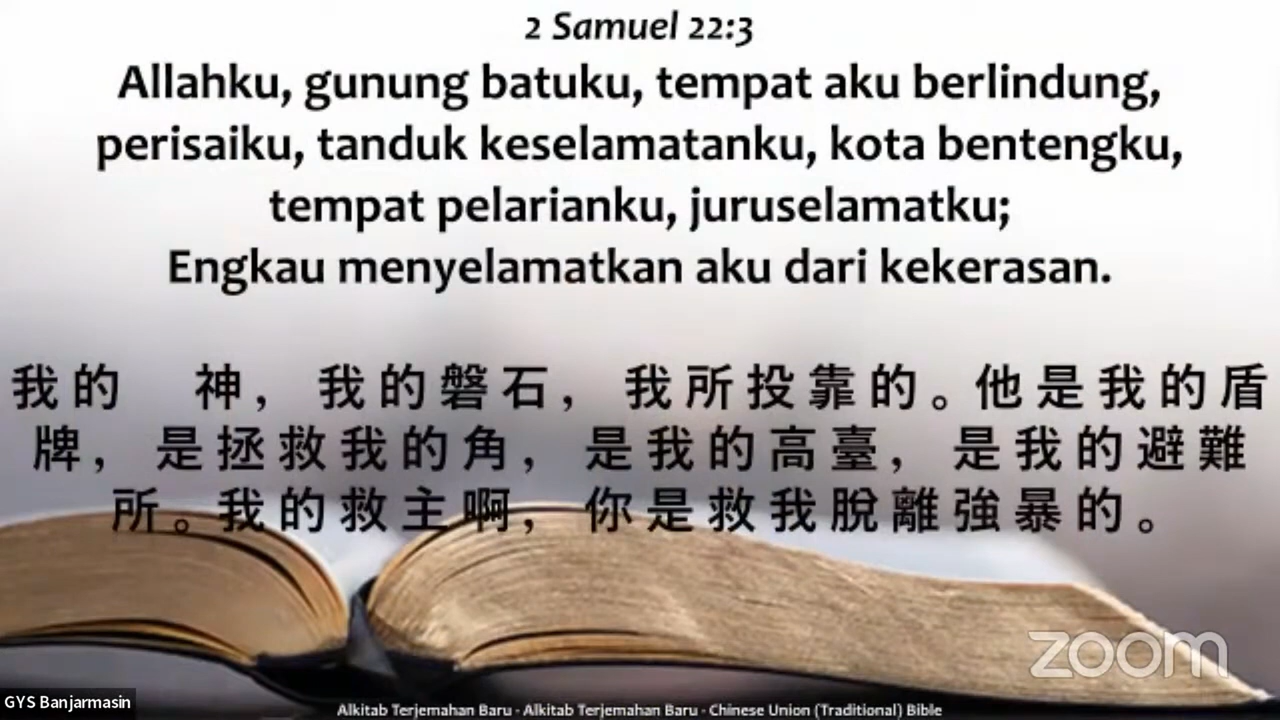 2 Samuel 22:3
Allahku, gunung batuku, tempat aku berlindung,
perisaiku, tanduk keselamatanku, kota bentengku,
tempat pelarianku, juruselamatku;
Engkau menyelamatkan aku dari kekerasan.
我的　神，我的磐石，我所投靠的。他是我的盾
牌，是拯救我的角，是我的高臺，是我的避難
所。我的救主啊，你是救我脫離強暴的。
zoom
GYS Banjarmasin
Alkitab Terjemahan Baru - Alkitab Terjemahan Baru - Chinese Union (Traditional) Bible